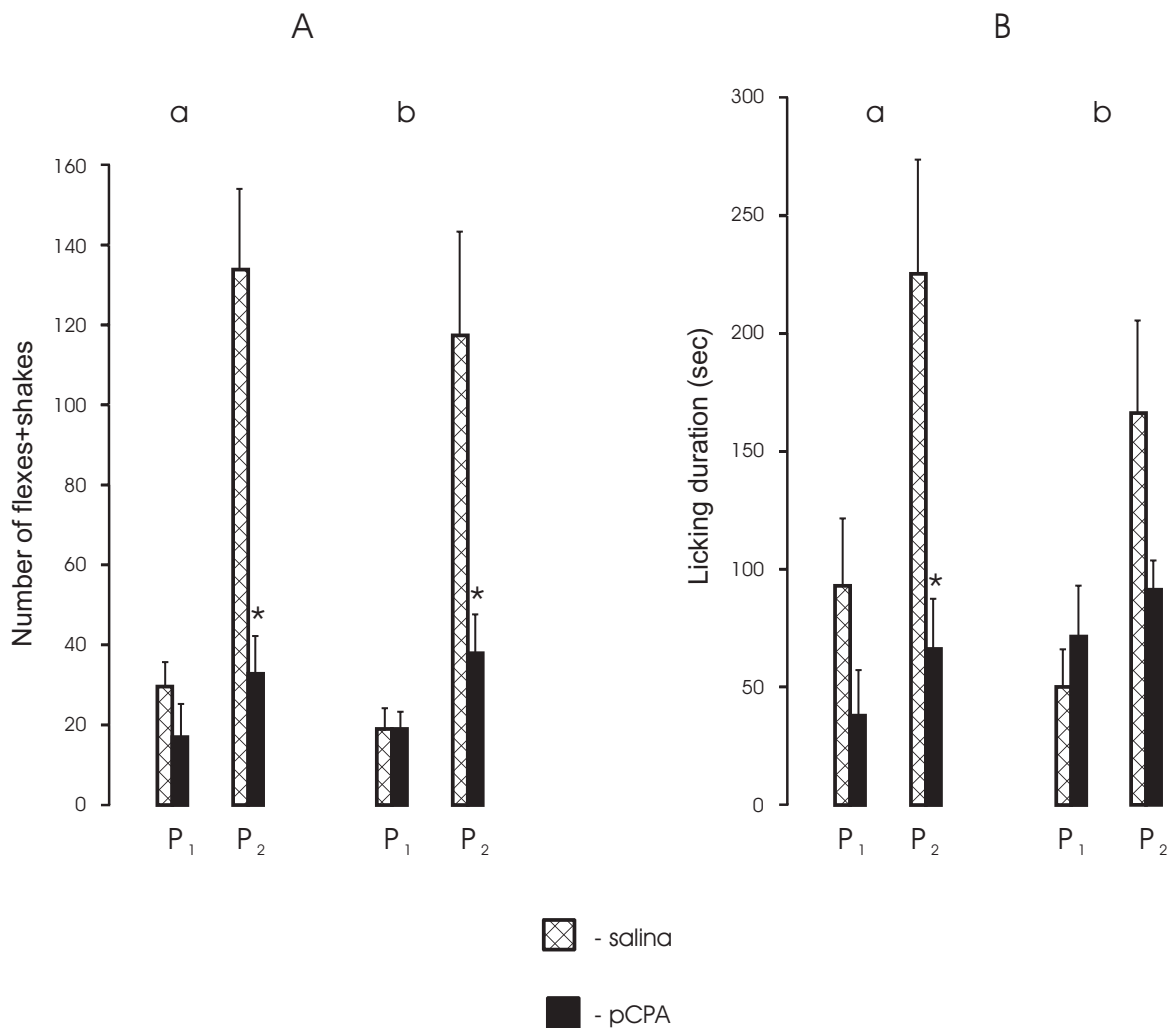 A
B
a
b
a
b
Number of flexes+shakes
160
140
120
100
80
60
40
20
0
*
*
P1
P2
P1
P2
Licking duration (sec)
300
250
200
150
100
50
0
*
P1
P2
P1
P2
- salina
- pCPA